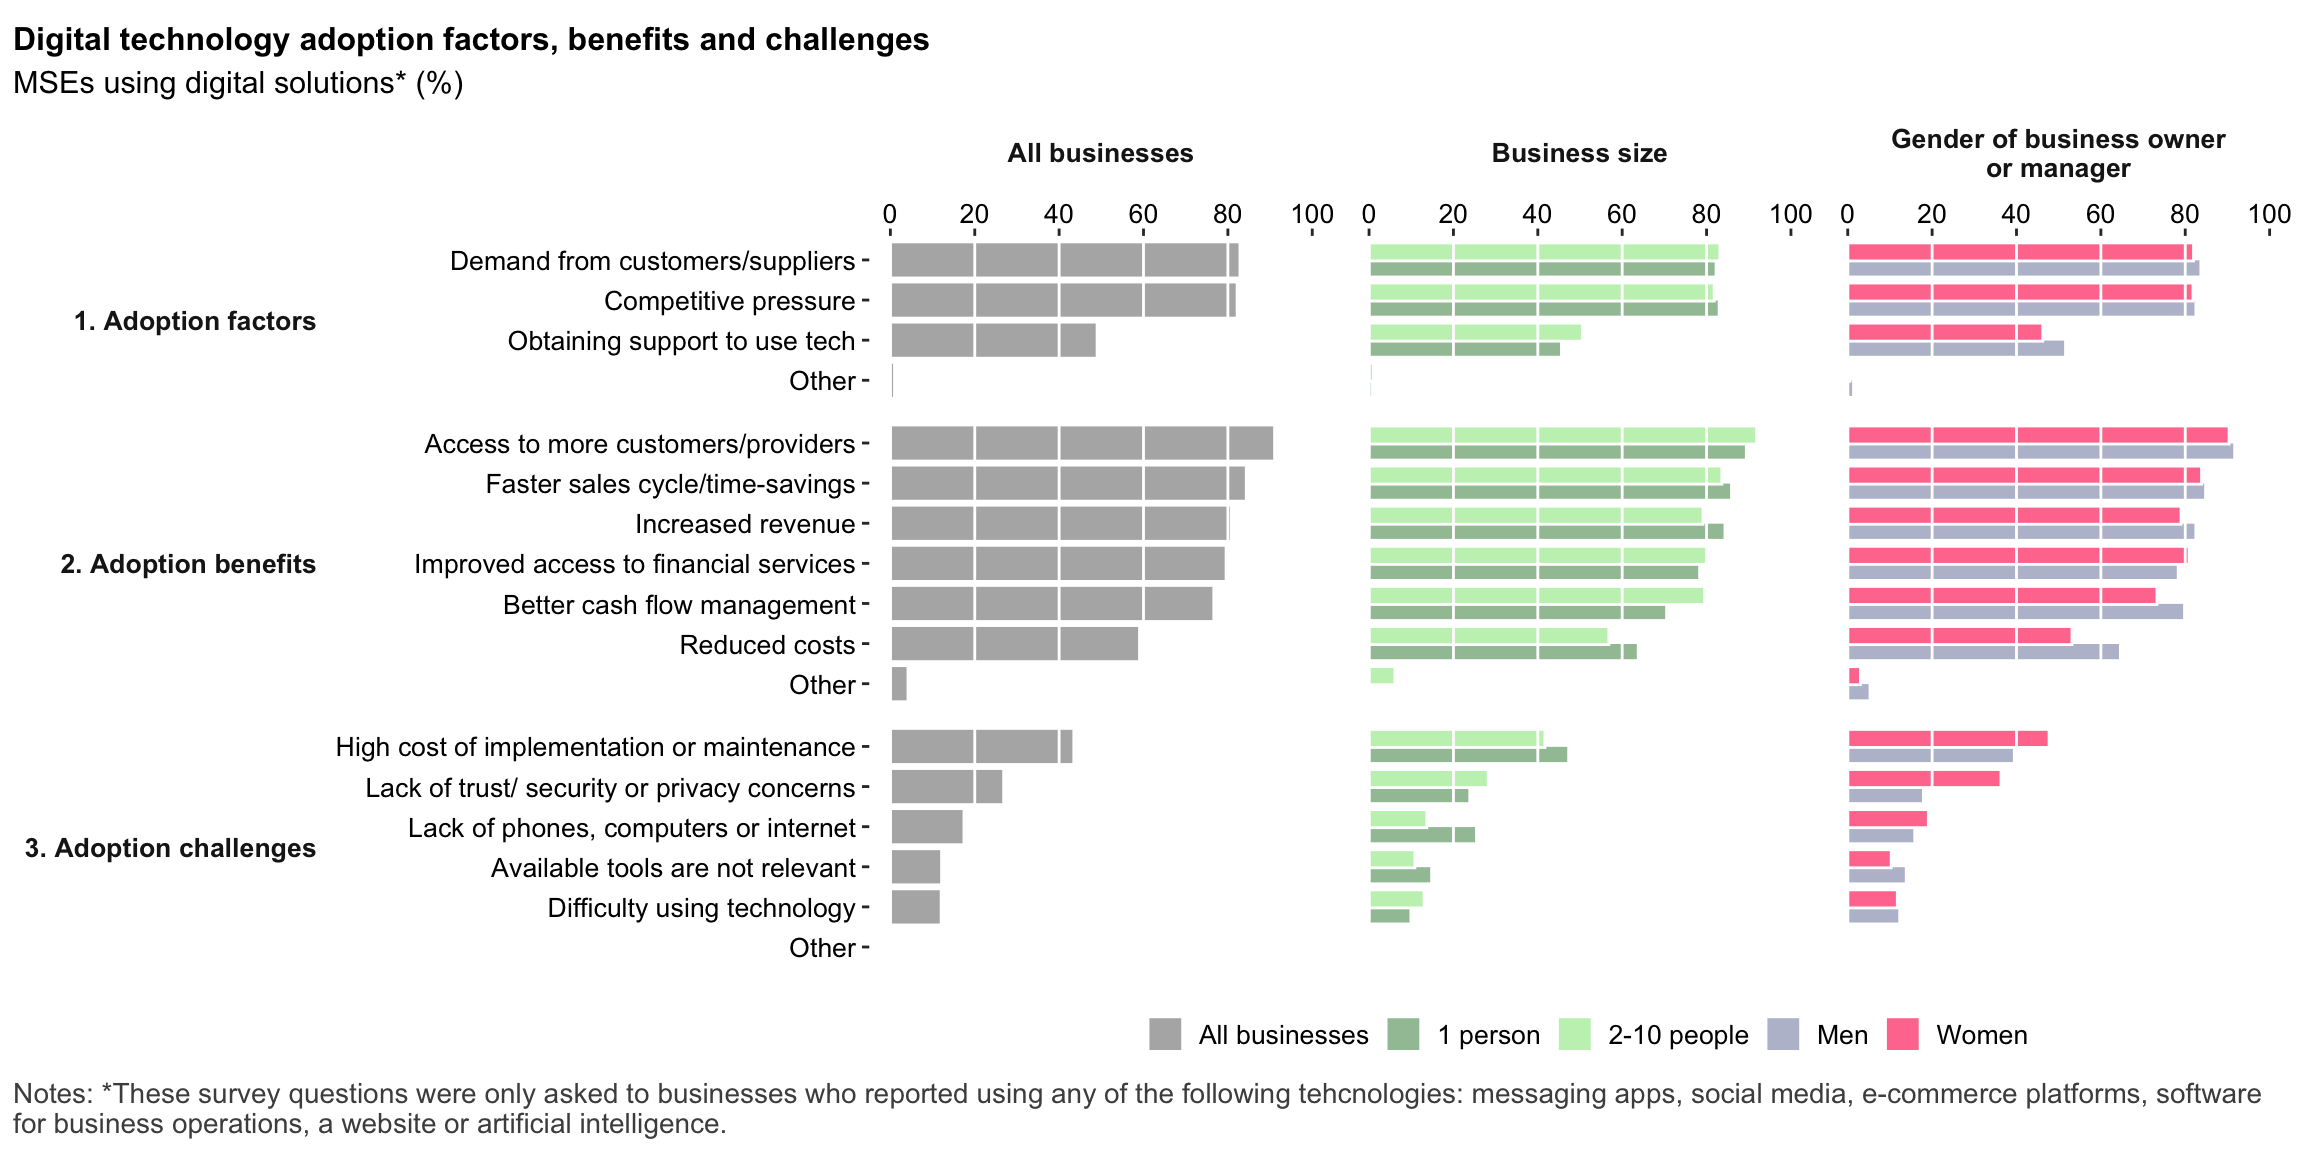 Digital technology adoption factors, benefits and challenges
MSEs using digital solutions* (%)
All businesses
Business size
Gender of business owner
or manager
0 20 40 60 80 100
0 20 40 60 80 100
0 20 40 60 80 100
1. Adoption factors
Demand from customers/suppliers
Competitive pressure
Obtaining support to use tech
Other
2. Adoption benefits
Access to more customers/providers
Faster sales cycle/time-savings
Increased revenue
Improved access to financial services
Better cash flow management
Reduced costs
Other
3. Adoption challenges
High cost of implementation or maintenance
Lack of trust/ security or privacy concerns
Lack of phones, computers or internet
Available tools are not relevant
Difficulty using technology
Other
All businesses 1 person 2-10 people Men Women
Notes: *These survey questions were only asked to businesses who reported using any of the following tehcnologies: messaging apps, social media, e-commerce platforms, software
for business operations, a website or artificial intelligence.